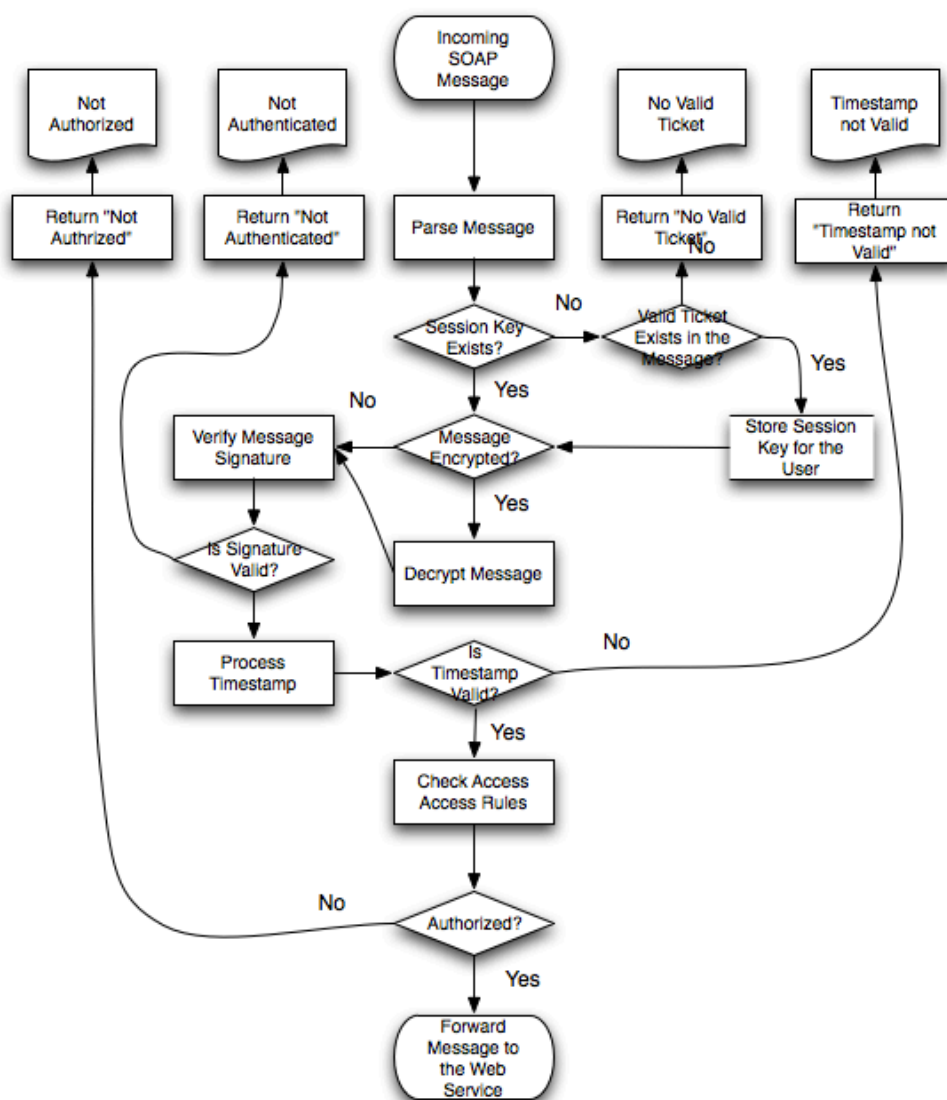 Incoming
SOAP
Message
Not
Authorized
Not
Authenticated
No Valid
Ticket
Timestamp
not Valid
Return "Not
Authrized"
Return "Not
Authenticated"
Parse Message
Return "No Valid
Ticket"
No
Return
"Timestamp not
Valid"
Session Key
Exists?
No
Valid Ticket
Exists in the
Message?
Yes
Yes
No
Verify Message
Signature
Message
Encrypted?
Store Session
Key for the
User
Yes
Is Signature
Valid?
Decrypt Message
Process
Timestamp
Is
Timestamp
Valid?
No
Yes
Check Access
Access Rules
No
Authorized?
Yes
Forward
Message to
the Web
Service